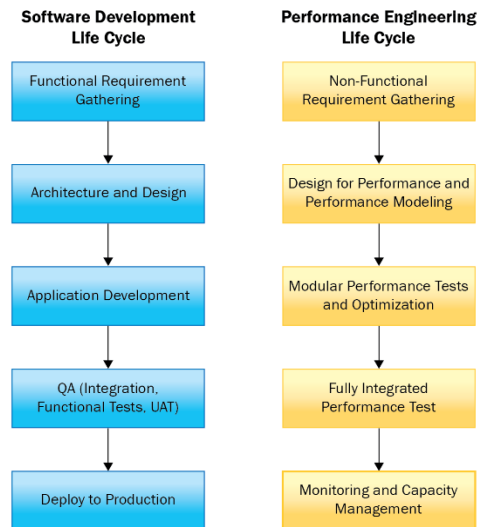 Software Development
Life Cycle
Functional Requirement
Gathering
Architecture and Design
Application Development
QA (Integration,
Functional Tests, UAT)
Deploy to Production
Performance Engineering
Life Cycle
Non-Functional
Requirement Gathering
Design for Performance and
Performance Modeling
Modular Performance Tests
and Optimization
Fully Integrated
Performance Test
Monitoring and Capacity
Management